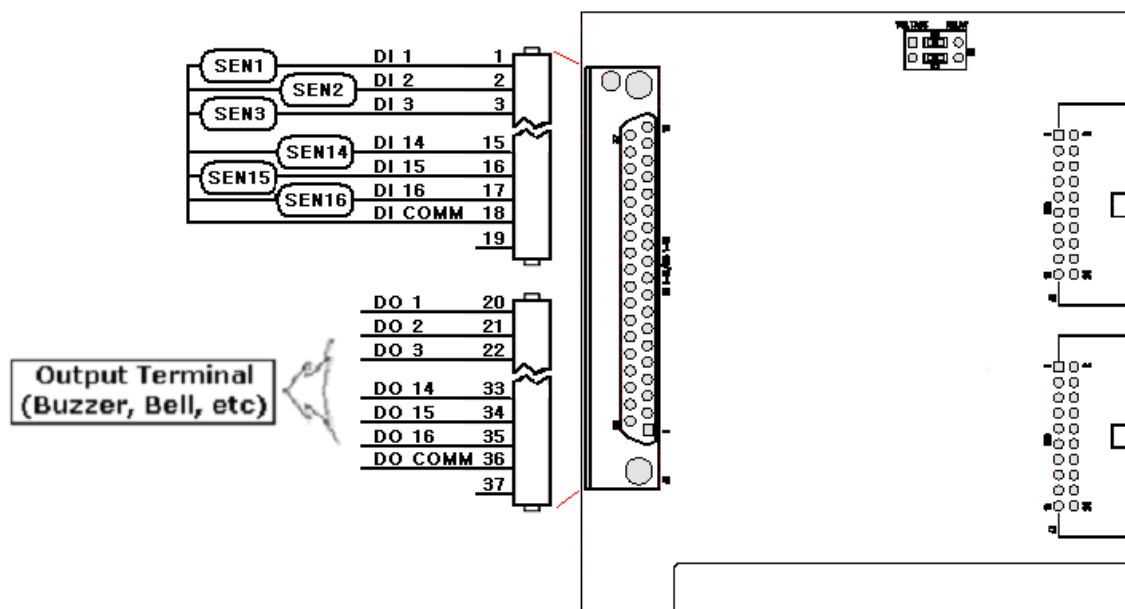 SEN1 DI 1 1
SEN2 DI 2 2
SEN3 DI 3 3
SEN14 DI 14 15
SEN15 DI 15 16
SEN16 DI 16 17
DI COMM 18
19
DO 1 20
DO 2 21
DO 3 22
Output Terminal
(Buzzer, Bell, etc)
DO 14 33
DO 15 34
DO 16 35
DO COMM 36
37